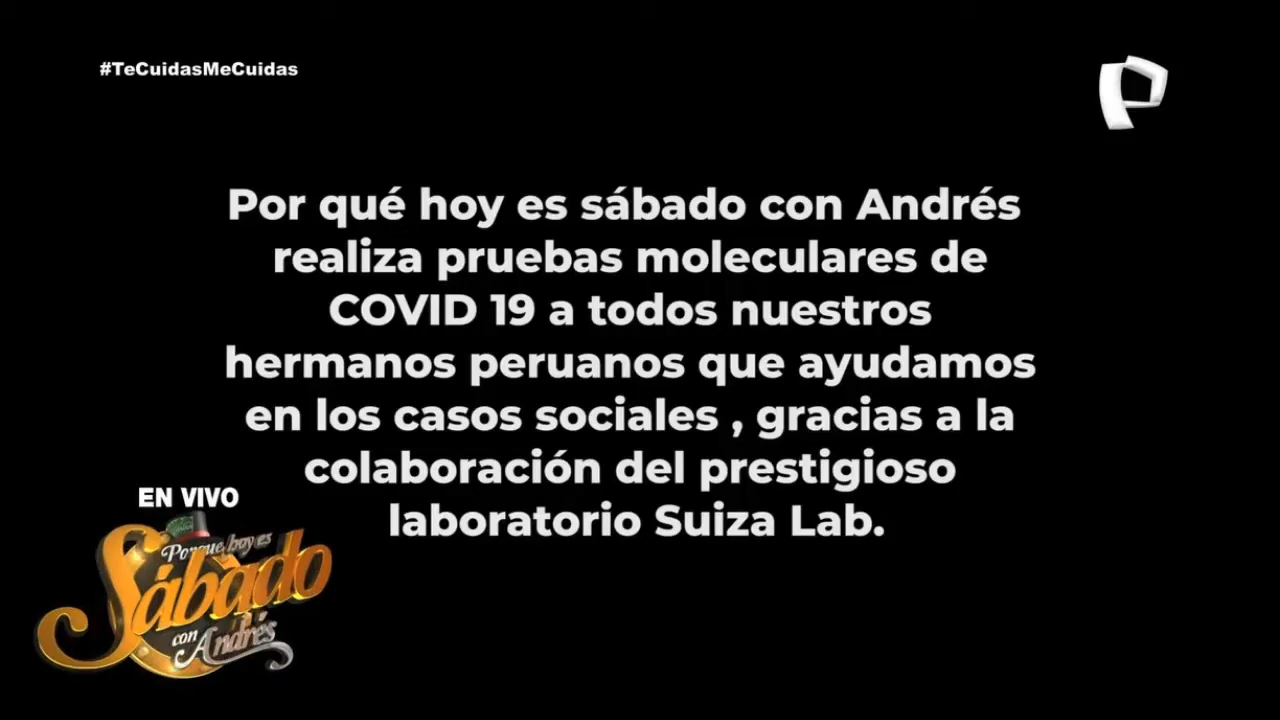 #TeCuidasMeCuidas
Por qué hoy es sábado con Andrés
realiza pruebas moleculares de
COVID 19 a todos nuestros
hermanos peruanos que ayudamos
en los casos sociales , gracias a la
colaboración del prestigioso
laboratorio Suiza Lab.
EN VIVO
Porque hoy es
Sábado
con Andrés